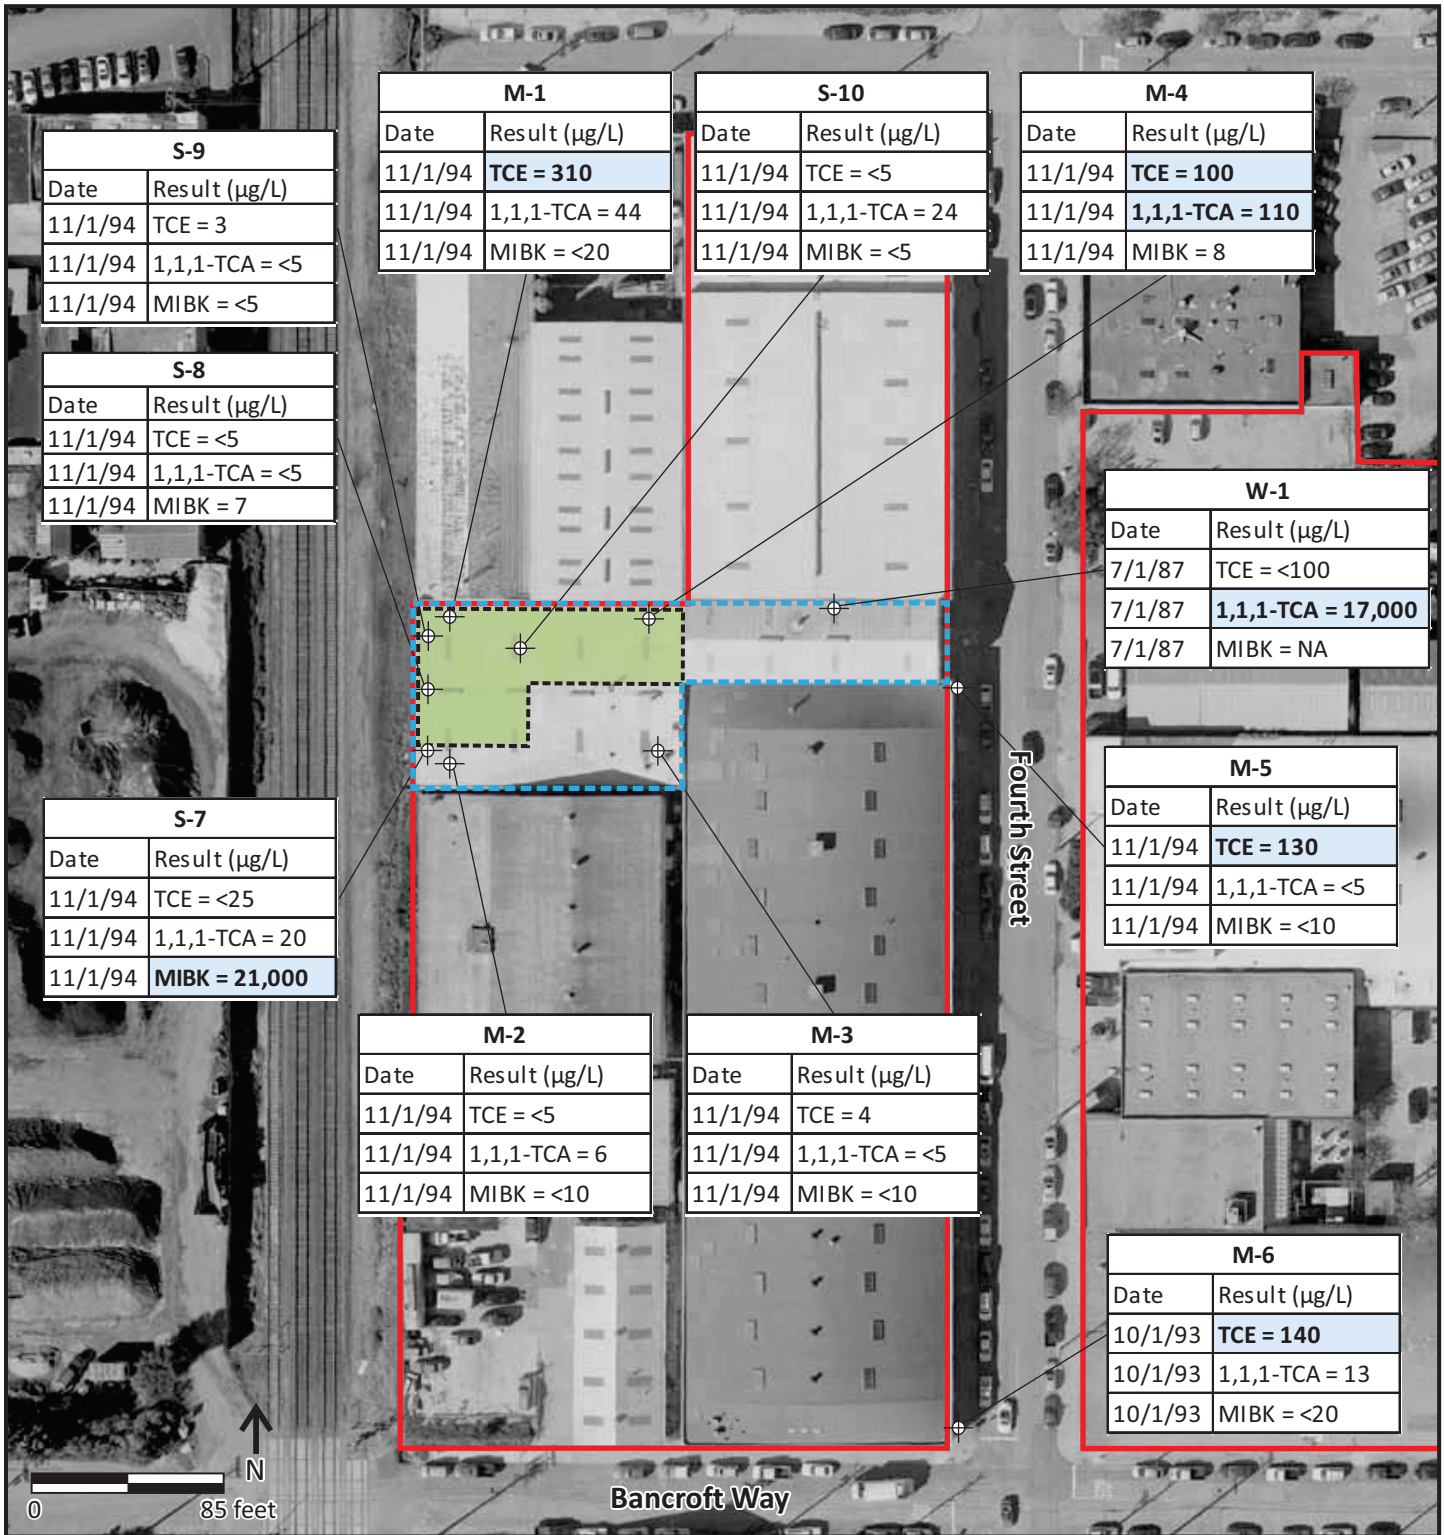 M-1
Date Result (µg/L)
11/1/94 TCE = 310
11/1/94 1,1,1-TCA = 44
11/1/94 MIBK = <20
S-10
Date Result (µg/L)
11/1/94 TCE = <5
11/1/94 1,1,1-TCA = 24
11/1/94 MIBK = <5
M-4
Date Result (µg/L)
11/1/94 TCE = 100
11/1/94 1,1,1-TCA = 110
11/1/94 MIBK = 8
S-9
Date Result (µg/L)
11/1/94 TCE = 3
11/1/94 1,1,1-TCA = <5
11/1/94 MIBK = <5
S-8
Date Result (µg/L)
11/1/94 TCE = <5
11/1/94 1,1,1-TCA = <5
11/1/94 MIBK = 7
W-1
Date Result (µg/L)
7/1/87 TCE = <100
7/1/87 1,1,1-TCA = 17,000
7/1/87 MIBK = NA
Fourth Street
M-5
Date Result (µg/L)
11/1/94 TCE = 130
11/1/94 1,1,1-TCA = <5
11/1/94 MIBK = <10
S-7
Date Result (µg/L)
11/1/94 TCE = <25
11/1/94 1,1,1-TCA = 20
11/1/94 MIBK = 21,000
M-2
Date Result (µg/L)
11/1/94 TCE = <5
11/1/94 1,1,1-TCA = 6
11/1/94 MIBK = <10
M-3
Date Result (µg/L)
11/1/94 TCE = 4
11/1/94 1,1,1-TCA = <5
11/1/94 MIBK = <10
M-6
Date Result (µg/L)
10/1/93 TCE = 140
10/1/93 1,1,1-TCA = 13
10/1/93 MIBK = <20
N
0 85 feet
Bancroft Way